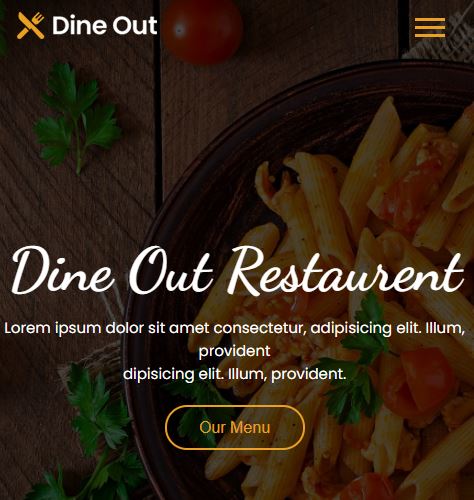 Dine Out
Dine Out Restaurent
Lorem ipsum dolor sit amet consectetur, adipisicing elit. Illum,
provident
dipisicing elit. Illum, provident.
Our Menu